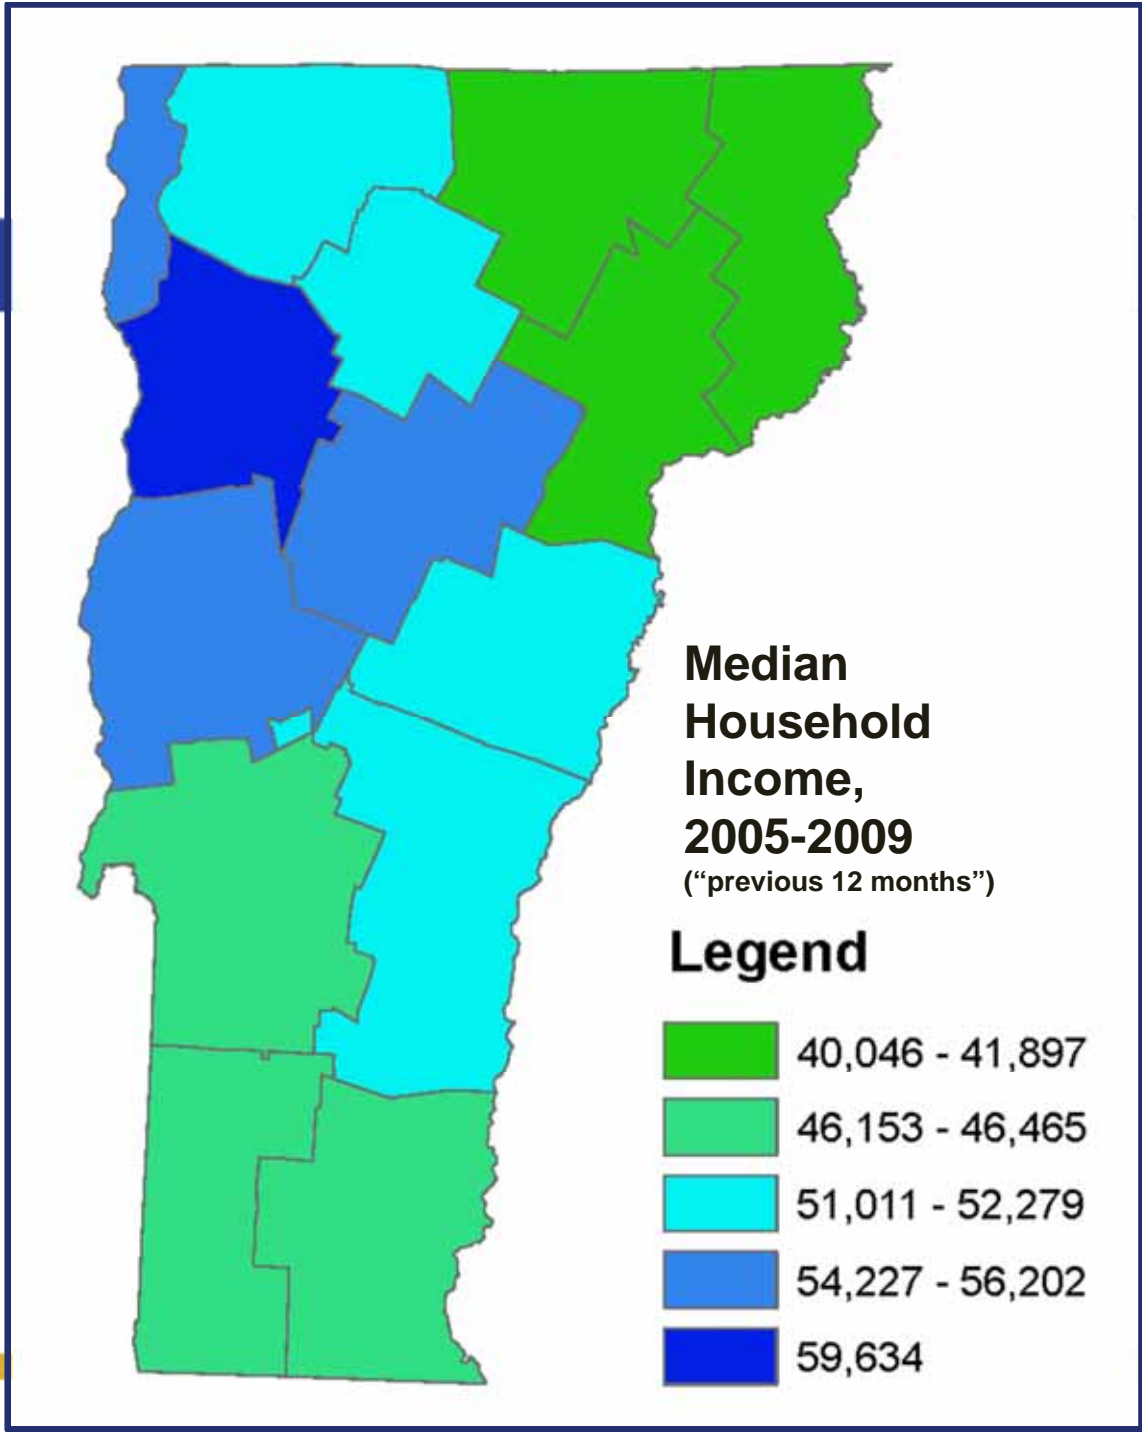 Median
Household
Income,
2005-2009
(“previous 12 months”)
Legend
40,046 - 41,897
46,153 - 46,465
51,011 - 52,279
54,227 - 56,202
59,634